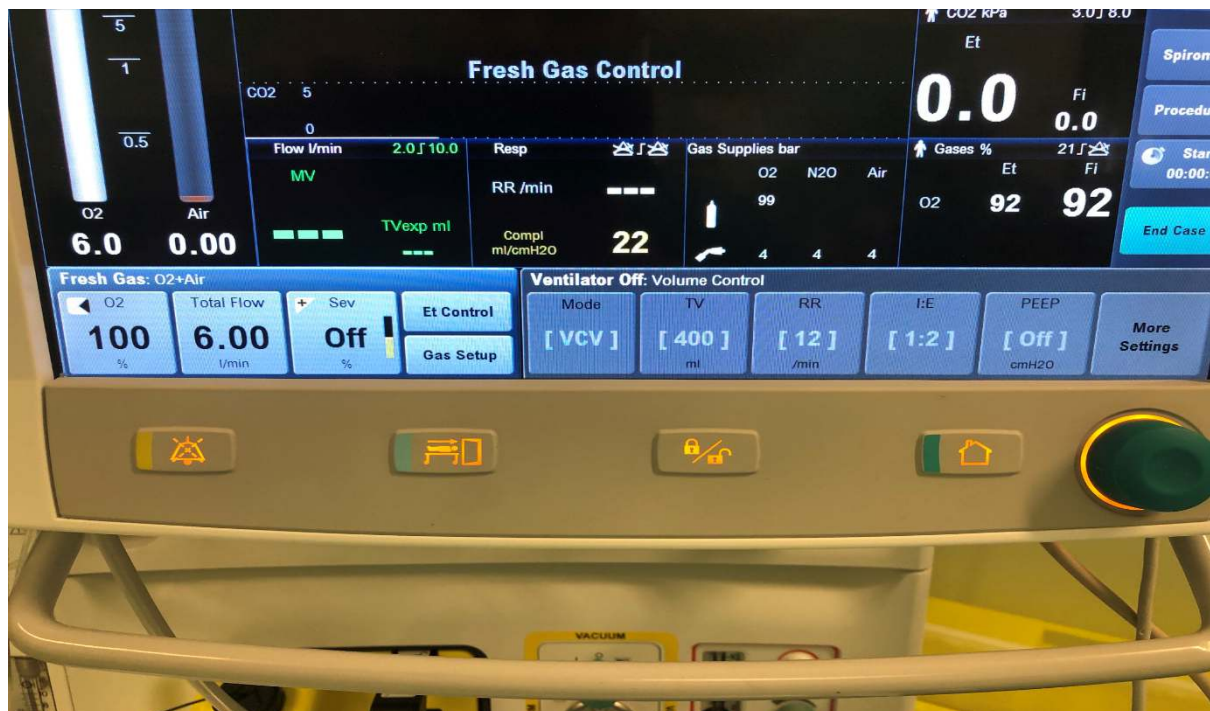 5
1
0.5
O2
Air
6.0
0.00
Fresh Gas Control
CO2 5
0
CO2 kPa 3.0 8.0
Et
0.0
Fi
0.0
Flow l/min 2.0 10.0
MV
---
TVexp ml
---
Resp
RR /min ---
Compl
ml/cmH2O
22
Gas Supplies bar
O2 N2O Air
99
4 4 4
Gases % 21
Et Fi
O2 92 92
00:00:
End Case
Fresh Gas: O2+Air
O2
100
%
Total Flow
6.00
l/min
+ Sev
Off
%
Et Control
Gas Setup
Ventilator Off: Volume Control
Mode
[ VCV ]
TV
[ 400 ]
ml
RR
[ 12 ]
/min
I:E
[ 1:2 ]
PEEP
[ Off ]
cmH2O
More
Settings
VACUUM